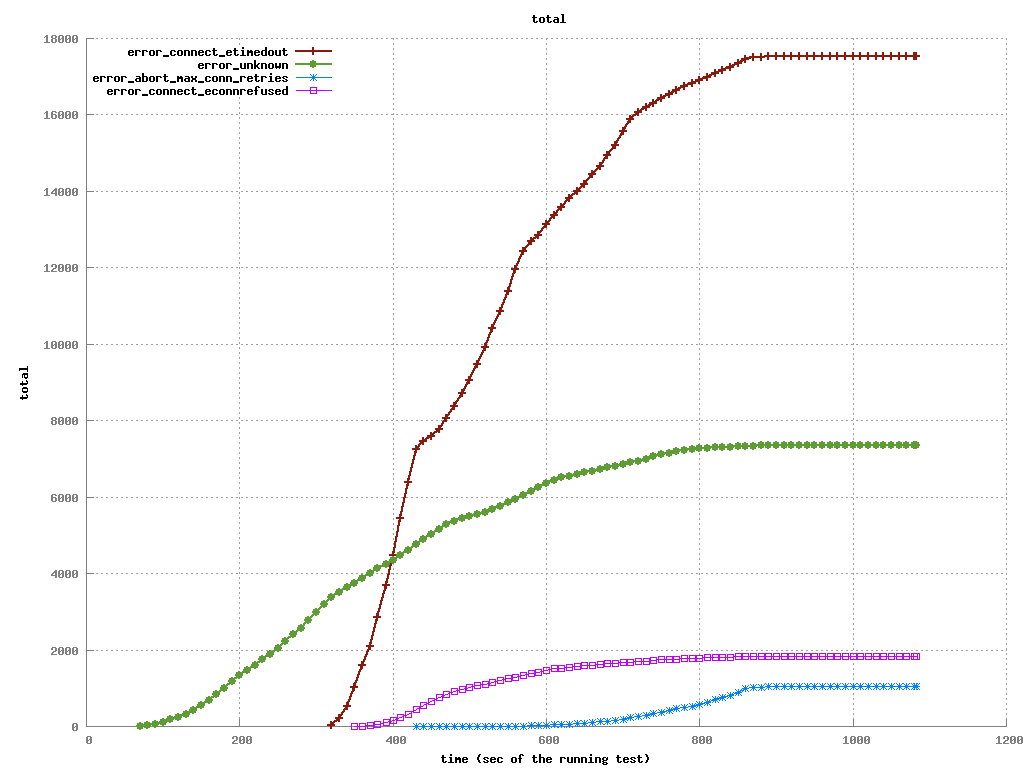 total
18000
16000
14000
12000
10000
8000
6000
4000
2000
0
total
error_connect_etimedout
error_unknown
error_abort_max_conn_retries
error_connect_econnrefused
0 200 400 600 800 1000 1200
time (sec of the running test)